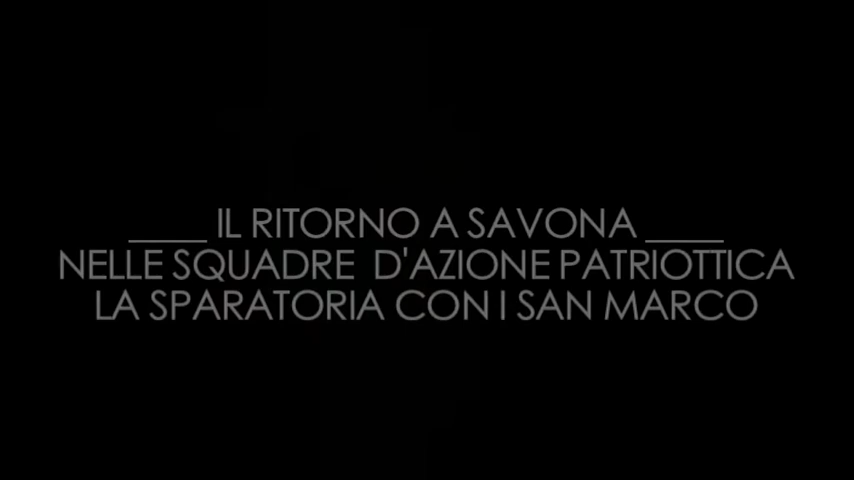 ____ IL RITORNO A SAVONA ____
NELLE SQUADRE D'AZIONE PATRIOTTICA
LA SPARATORIA CON I SAN MARCO